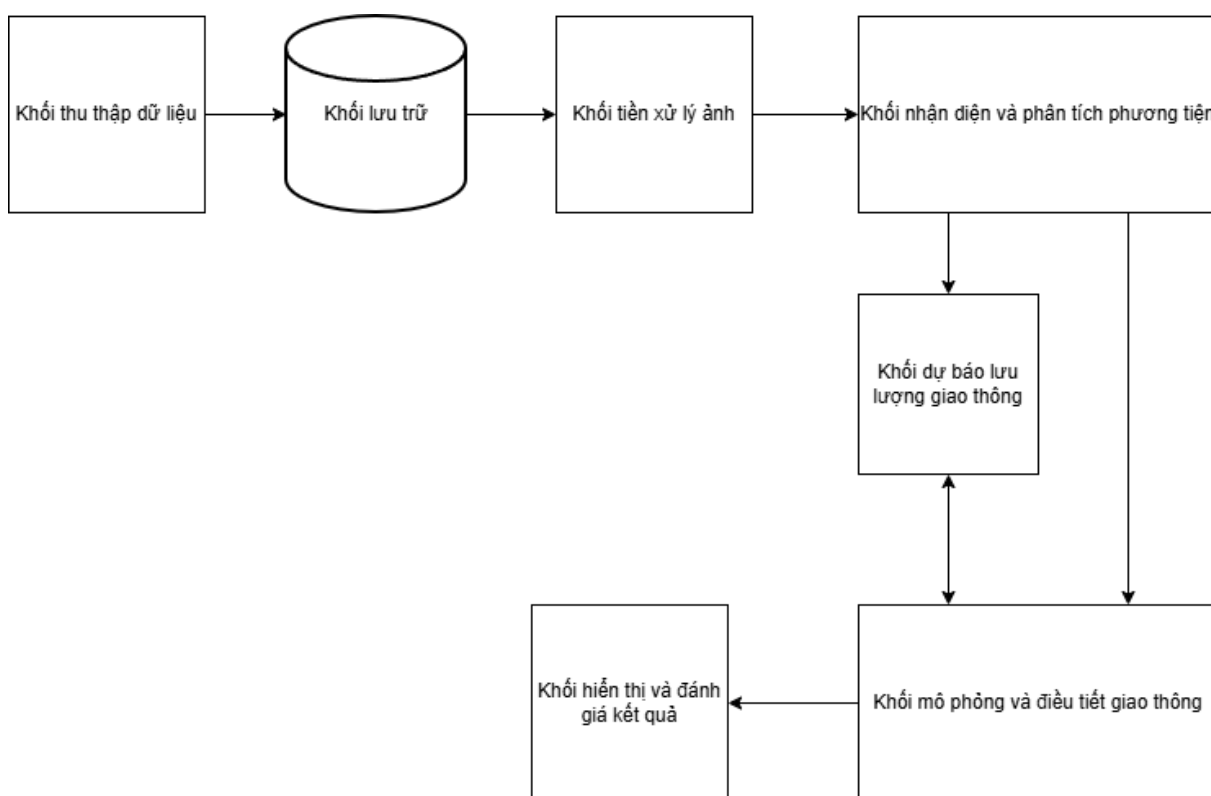 Khối thu thập dữ liệu
Khối lưu trữ
Khối tiền xử lý ảnh
Khối nhận diện và phân tích phương tiện
Khối dự báo lưu
lượng giao thông
Khối hiển thị và đánh
giá kết quả
Khối mô phỏng và điều tiết giao thông